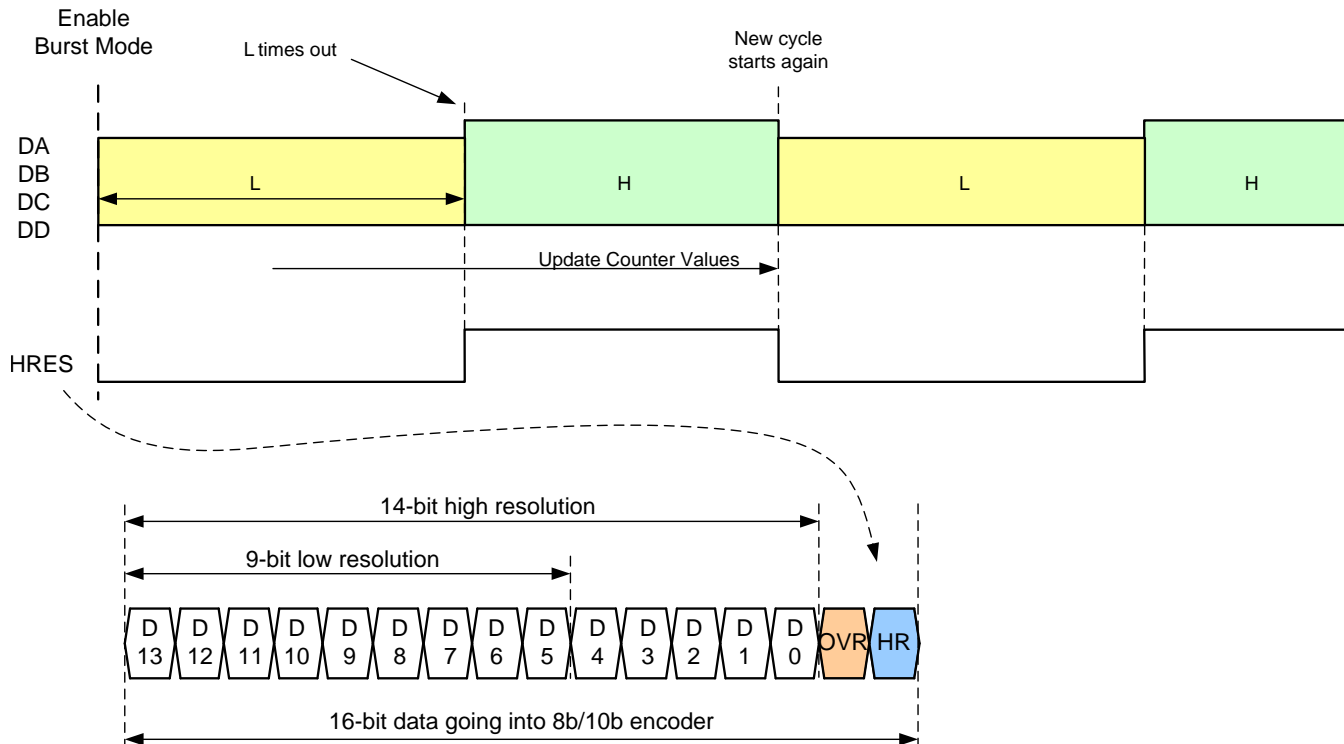 Enable
Burst Mode
L times out
New cycle
starts again
DA
DB
DC
DD
L
H
L
H
Update Counter Values
HRES
14-bit high resolution
9-bit low resolution
D
13
D
12
D
11
D
10
D
9
D
8
D
7
D
6
D
5
D
4
D
3
D
2
D
1
D
0
OVR
HR
16-bit data going into 8b/10b encoder